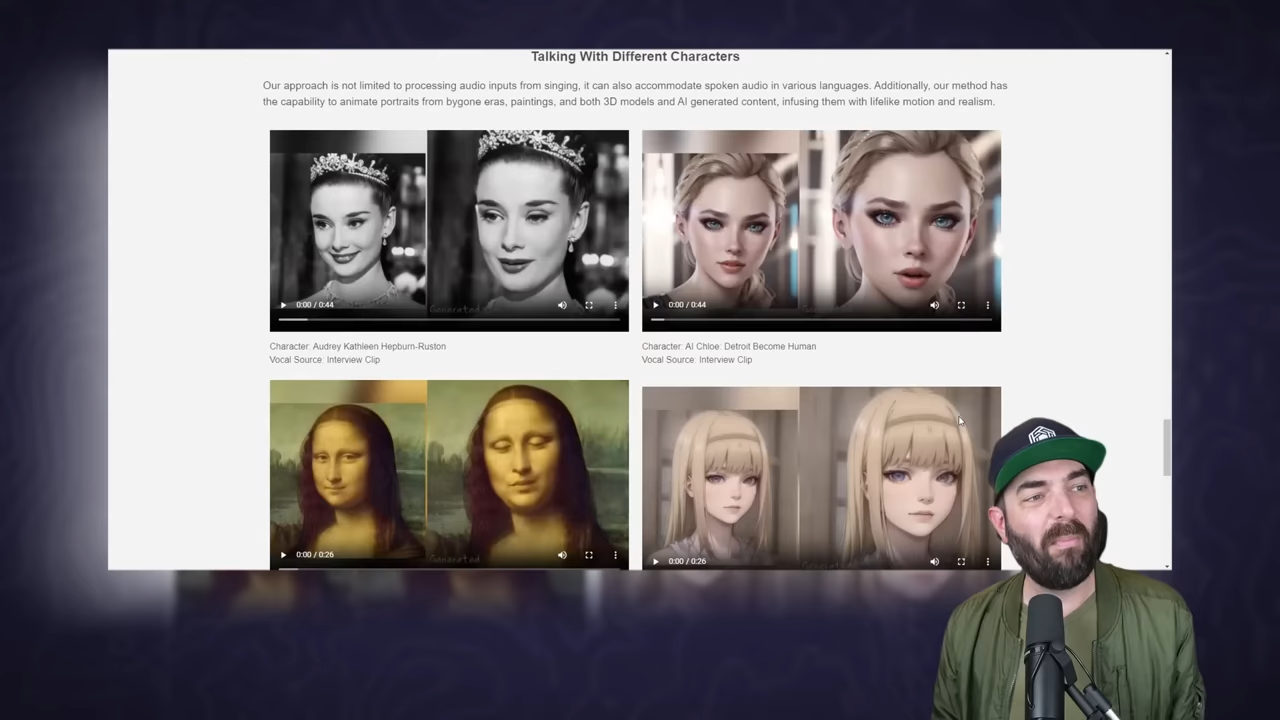 Talking With Different Characters
Our approach is not limited to processing audio inputs from singing, it can also accommodate spoken audio in various languages. Additionally, our method has
the capability to animate portraits from bygone eras, paintings, and both 3D models and AI generated content, infusing them with lifelike motion and realism.
0:00 / 0:44
Generated
0:00 / 0:44
Character: Audrey Kathleen Hepburn-Ruston
Vocal Source: Interview Clip
Character: AI Chloe: Detroit Become Human
Vocal Source: Interview Clip
0:00 / 0:26
Generated
0:00 / 0:26
Generated